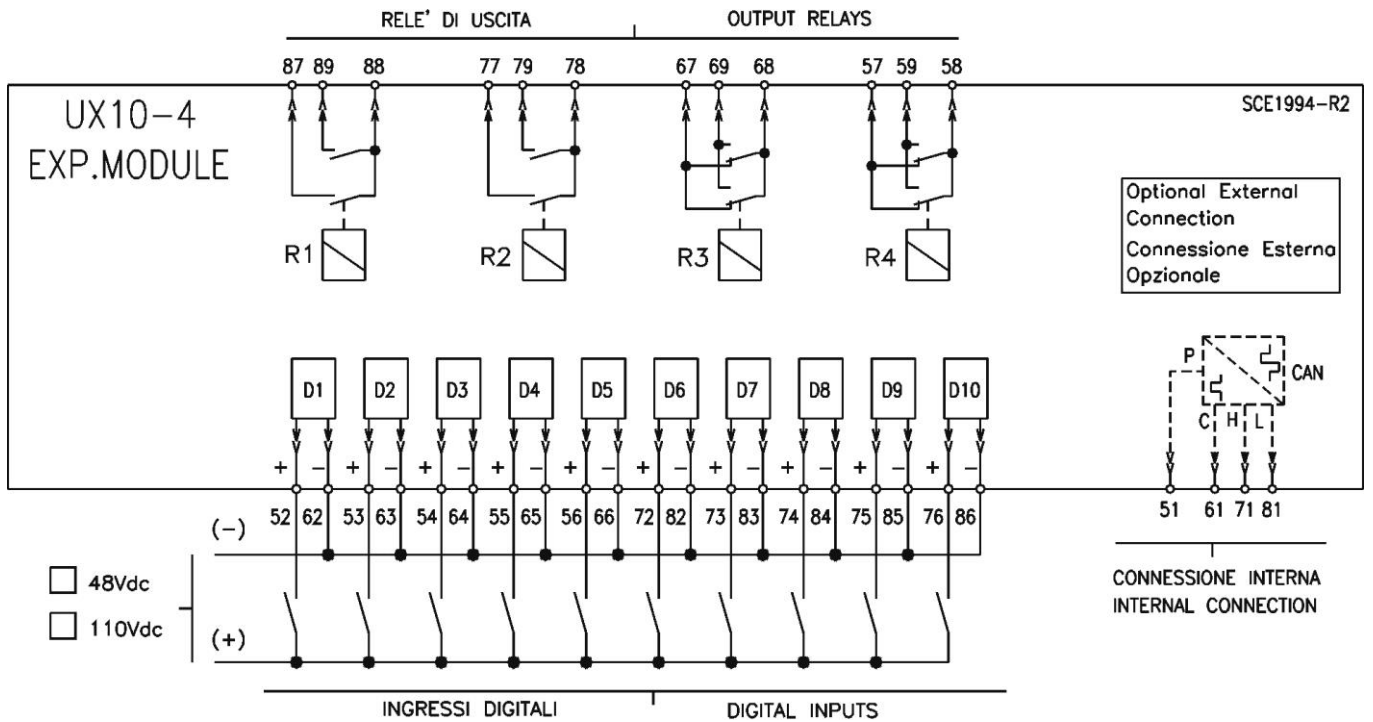 RELE' DI USCITA OUTPUT RELAYS
87 89 88 77 79 78 67 69 68 57 59 58
UX10-4
EXP.MODULE
SCE1994-R2
Optional External
Connection
Connessione Esterna
Opzionale
R1 R2 R3 R4
P CAN
C H L
D1 D2 D3 D4 D5 D6 D7 D8 D9 D10
+ − + − + − + − + − + − + − + − + − + −
52 62 53 63 54 64 55 65 56 66 72 82 73 83 74 84 75 85 76 86
51 61 71 81
(−)
48Vdc
110Vdc
(+)
CONNESSIONE INTERNA
INTERNAL CONNECTION
INGRESSI DIGITALI DIGITAL INPUTS